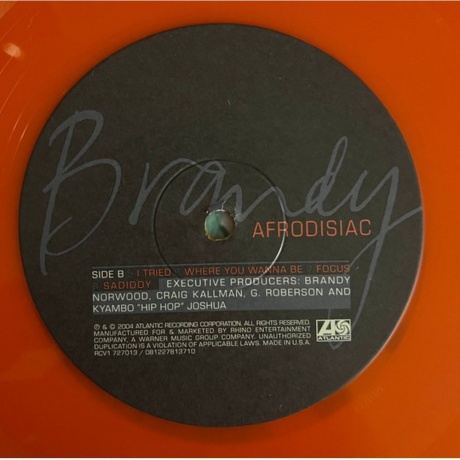 Brandy
AFRODISIAC
SIDE B I TRIED WHERE YOU WANNA BE FOCUS
SADIDDY EXECUTIVE PRODUCERS: BRANDY
NORWOOD, CRAIG KALLMAN, G. ROBERSON AND
KYAMBO "HIP HOP" JOSHUA
℗ & © 2004 ATLANTIC RECORDING CORPORATION. ALL RIGHTS RESERVED.
MANUFACTURED FOR & MARKETED BY RHINO ENTERTAINMENT
COMPANY, A WARNER MUSIC GROUP COMPANY. UNAUTHORIZED
DUPLICATION IS A VIOLATION OF APPLICABLE LAWS. MADE IN U.S.A.
RCV1 727013 / 081227813710
ATLANTIC